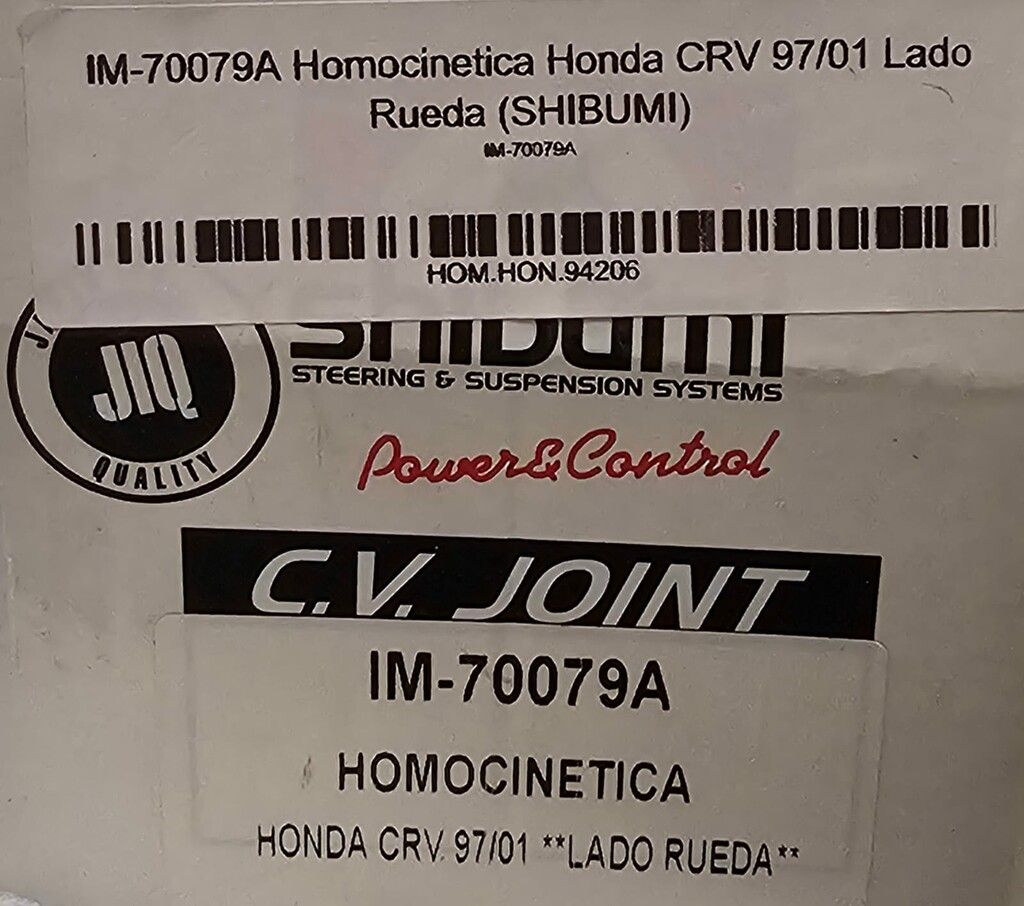 IM-70079A Homocinetica Honda CRV 97/01 Lado
Rueda (SHIBUMI)
IM-70079A
HOM.HON.94206
JIQ
QUALITY
SHIBUMI
STEERING & SUSPENSION SYSTEMS
Power&Control
C.V. JOINT
IM-70079A
HOMOCINETICA
HONDA CRV 97/01 **LADO RUEDA**